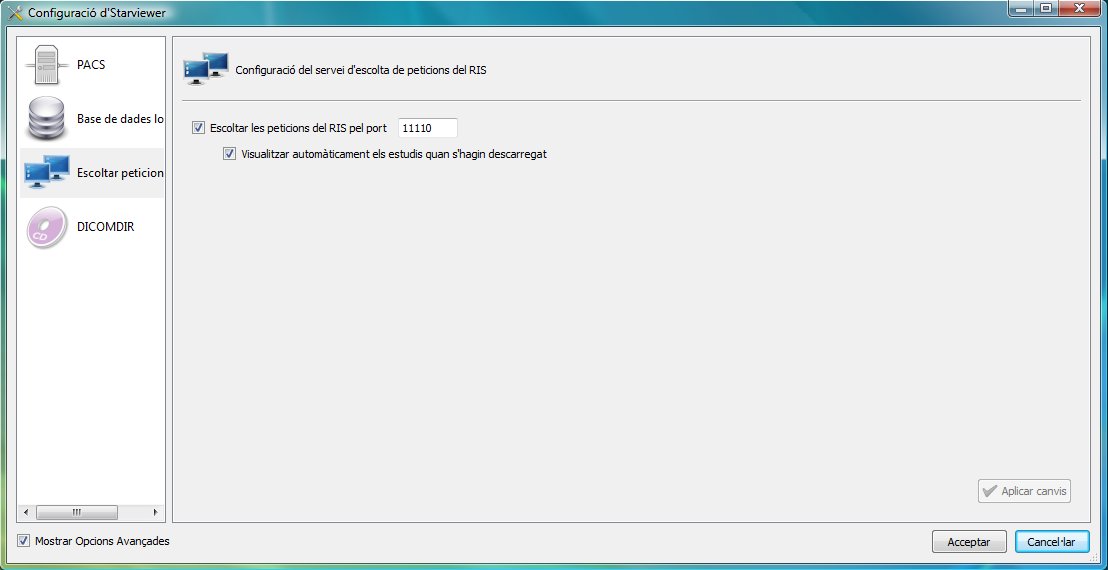 Configuració d'Starviewer
PACS
Base de dades lo
Escoltar peticion
DICOMDIR
CD
Configuració del servei d'escolta de peticions del RIS
Escoltar les peticions del RIS pel port 11110
Visualitzar automàticament els estudis quan s'hagin descarregat
Aplicar canvis
Mostrar Opcions Avançades
Acceptar
Cancel·lar